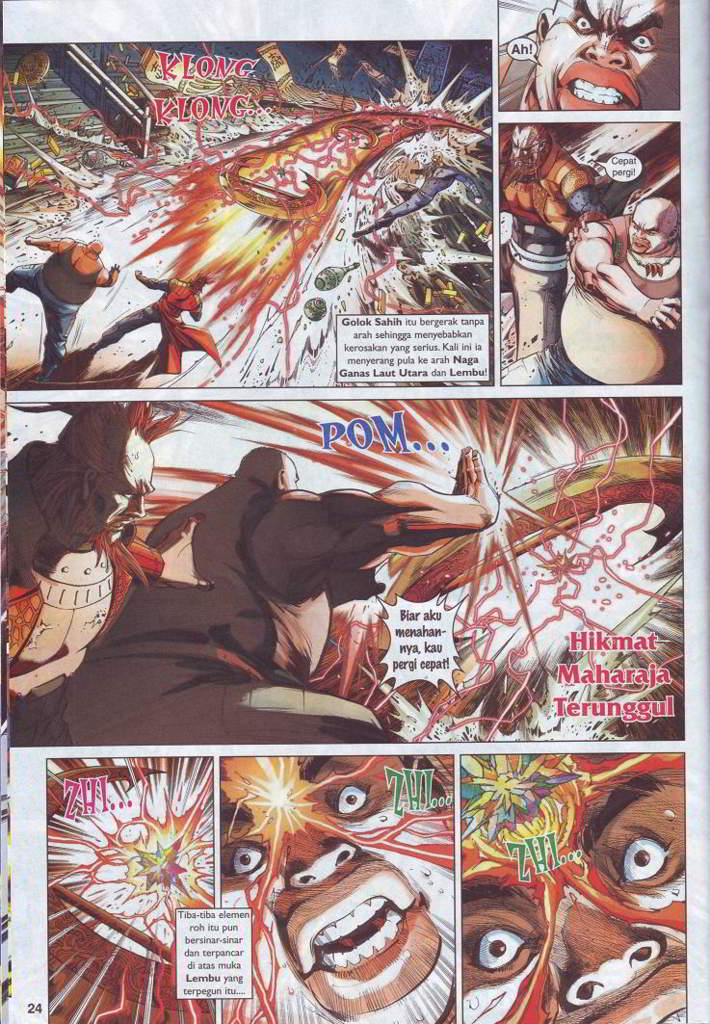 KLONG
KLONG...
Golok Sahih itu bergerak tanpa
arah sehingga menyebabkan
kerosakan yang serius. Kali ini ia
menyerang pula ke arah Naga
Ganas Laut Utara dan Lembu!
Ah!
Cepat
pergi!
POM...
Biar aku
menahan-
nya, kau
pergi cepat!
Hikmat
Maharaja
Terunggul
ZHI...
Tiba-tiba elemen
roh itu pun
bersinar-sinar
dan terpancar
di atas muka
Lembu yang
terpegun itu....
ZHI...
ZHI...
24